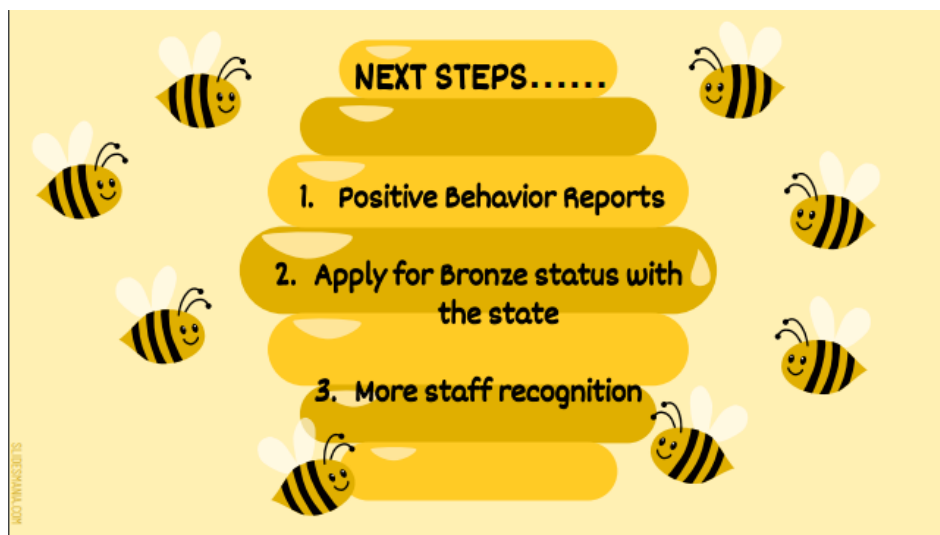 NEXT STEPS......
1. Positive Behavior Reports
2. Apply for Bronze status with
the state
3. More staff recognition
SLIDESMANIA.COM